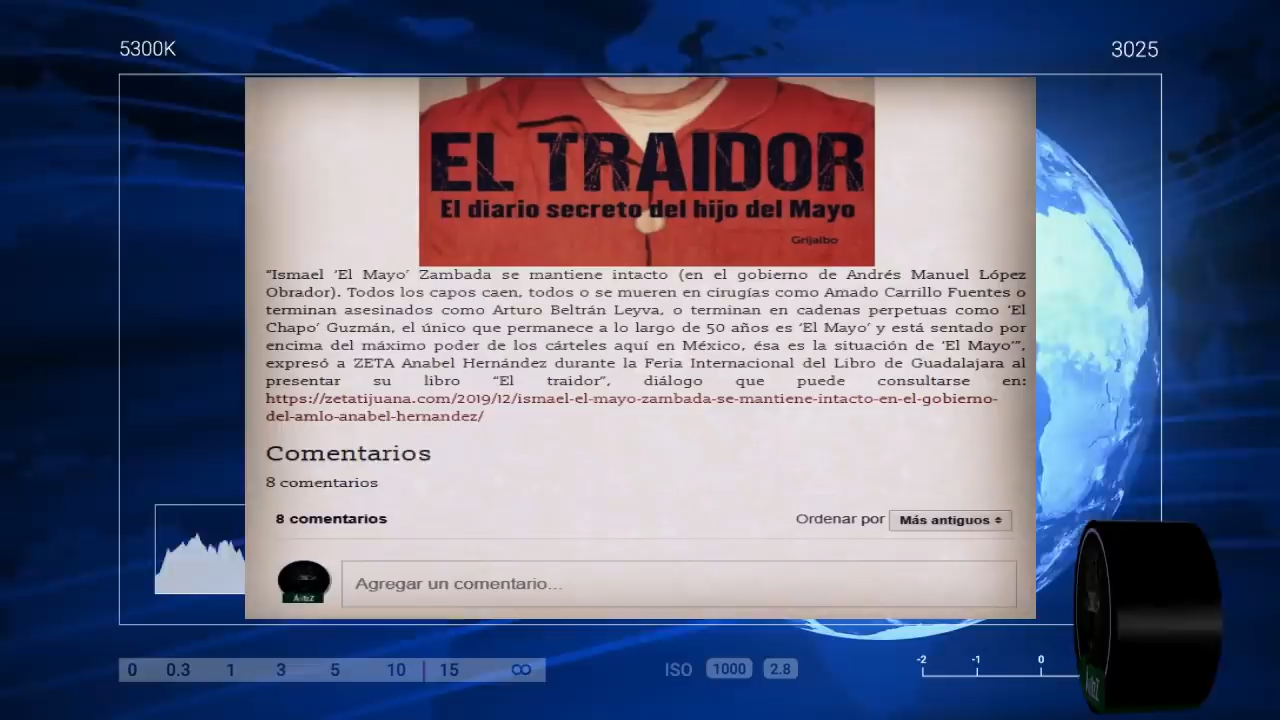 5300K
3025
EL TRAIDOR
El diario secreto del hijo del Mayo
Grijalbo
"Ismael 'El Mayo' Zambada se mantiene intacto (en el gobierno de Andrés Manuel López
Obrador). Todos los capos caen, todos o se mueren en cirugías como Amado Carrillo Fuentes o
terminan asesinados como Arturo Beltrán Leyva, o terminan en cadenas perpetuas como 'El
Chapo' Guzmán, el único que permanece a lo largo de 50 años es 'El Mayo' y está sentado por
encima del máximo poder de los cárteles aquí en México, ésa es la situación de 'El Mayo'",
expresó a ZETA Anabel Hernández durante la Feria Internacional del Libro de Guadalajara al
presentar su libro "El traidor", diálogo que puede consultarse en:
https://zetatijuana.com/2019/12/ismael-el-mayo-zambada-se-mantiene-intacto-en-el-gobierno-
del-amlo-anabel-hernandez/
Comentarios
8 comentarios
8 comentarios
Ordenar por Más antiguos
Agregar un comentario...
0 0.3 1 3 5 10 15 ∞
ISO 1000 2.8
-2 -1 0